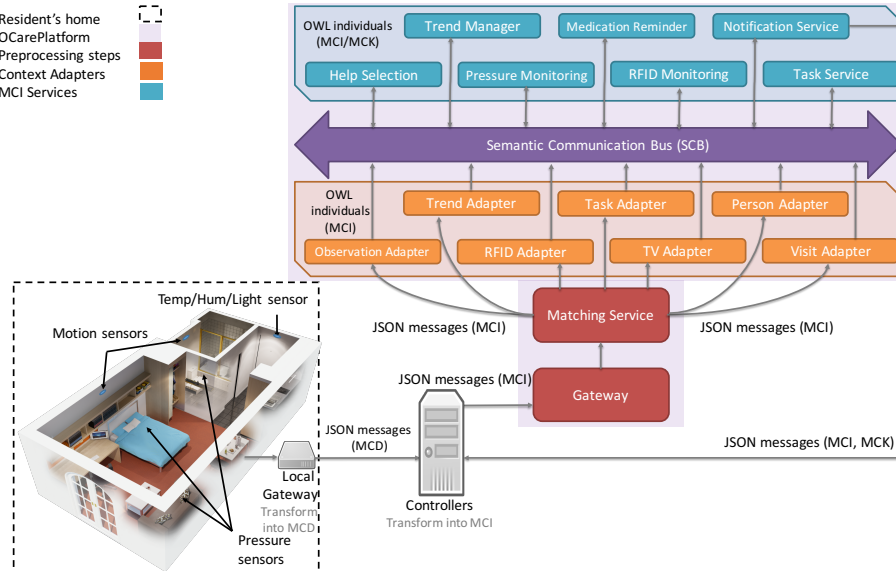 Resident's home
OCarePlatform
Preprocessing steps
Context Adapters
MCI Services
OWL individuals
(MCI/MCK)
Trend Manager
Medication Reminder
Notification Service
Help Selection
Pressure Monitoring
RFID Monitoring
Task Service
Semantic Communication Bus (SCB)
OWL
individuals
(MCI)
Trend Adapter
Task Adapter
Person Adapter
Observation Adapter
RFID Adapter
TV Adapter
Visit Adapter
Temp/Hum/Light sensor
Motion sensors
JSON messages (MCI)
Matching Service
JSON messages (MCI)
JSON messages (MCI)
Gateway
JSON messages
(MCD)
JSON messages (MCI, MCK)
Local
Gateway
Transform
into MCD
Controllers
Transform into MCI
Pressure
sensors